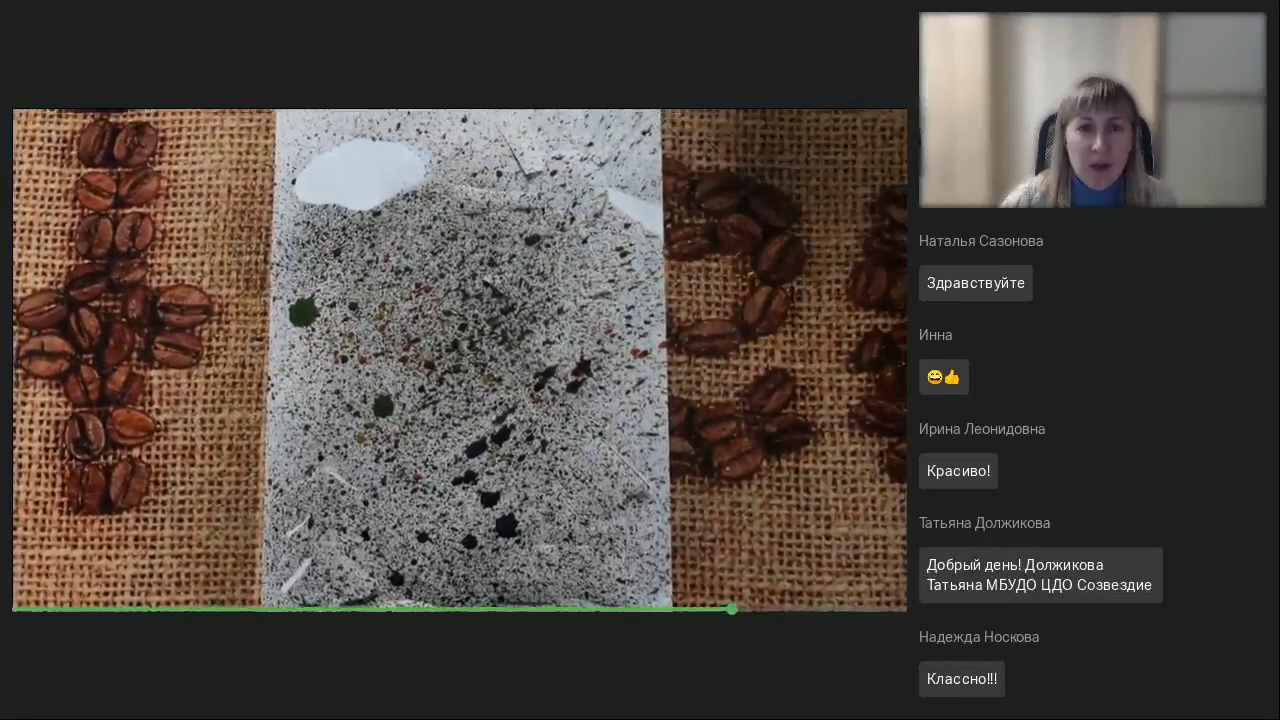 Наталья Сазонова
Здравствуйте
Инна
😄👍
Ирина Леонидовна
Красиво!
Татьяна Должикова
Добрый день! Должикова
Татьяна МБУДО ЦДО Созвездие
Надежда Носкова
Классно!!!